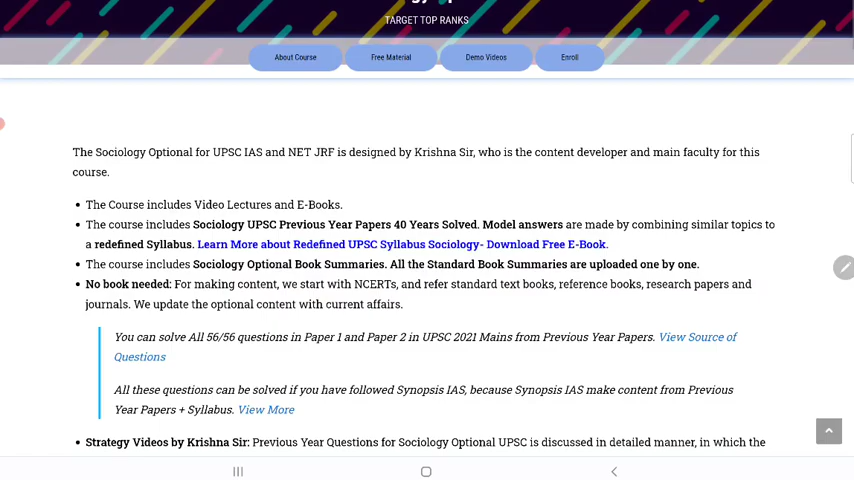 TARGET TOP RANKS
About Course
Free Material
Demo Videos
Enroll
The Sociology Optional for UPSC IAS and NET JRF is designed by Krishna Sir, who is the content developer and main faculty for this
course.
• The Course includes Video Lectures and E-Books.
• The course includes Sociology UPSC Previous Year Papers 40 Years Solved. Model answers are made by combining similar topics to
a redefined Syllabus. Learn More about Redefined UPSC Syllabus Sociology- Download Free E-Book.
• The course includes Sociology Optional Book Summaries. All the Standard Book Summaries are uploaded one by one.
• No book needed: For making content, we start with NCERTs, and refer standard text books, reference books, research papers and
journals. We update the optional content with current affairs.
You can solve All 56/56 questions in Paper 1 and Paper 2 in UPSC 2021 Mains from Previous Year Papers. View Source of
Questions
All these questions can be solved if you have followed Synopsis IAS, because Synopsis IAS make content from Previous
Year Papers + Syllabus. View More
• Strategy Videos by Krishna Sir: Previous Year Questions for Sociology Optional UPSC is discussed in detailed manner, in which the